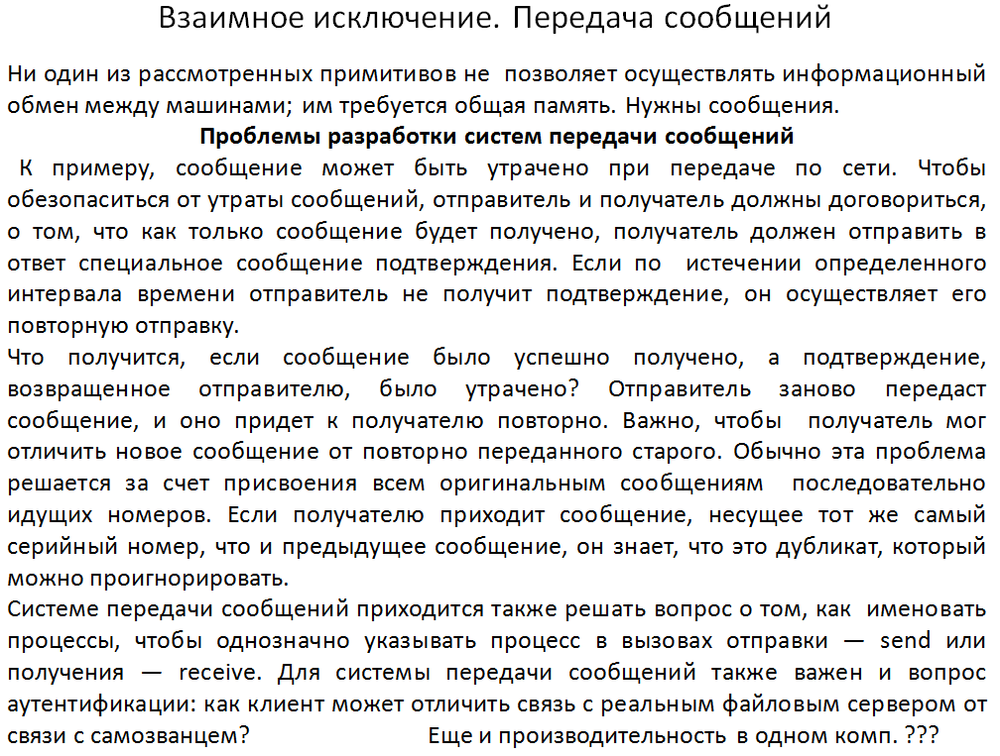 Взаимное исключение. Передача сообщений
Ни один из рассмотренных примитивов не позволяет осуществлять информационный
обмен между машинами; им требуется общая память. Нужны сообщения.
Проблемы разработки систем передачи сообщений
К примеру, сообщение может быть утрачено при передаче по сети. Чтобы
обезопаситься от утраты сообщений, отправитель и получатель должны договориться,
о том, что как только сообщение будет получено, получатель должен отправить в
ответ специальное сообщение подтверждения. Если по истечении определенного
интервала времени отправитель не получит подтверждение, он осуществляет его
повторную отправку.
Что получится, если сообщение было успешно получено, а подтверждение,
возвращенное отправителю, было утрачено? Отправитель заново передаст
сообщение, и оно придет к получателю повторно. Важно, чтобы получатель мог
отличить новое сообщение от повторно переданного старого. Обычно эта проблема
решается за счет присвоения всем оригинальным сообщениям последовательно
идущих номеров. Если получателю приходит сообщение, несущее тот же самый
серийный номер, что и предыдущее сообщение, он знает, что это дубликат, который
можно проигнорировать.
Системе передачи сообщений приходится также решать вопрос о том, как именовать
процессы, чтобы однозначно указывать процесс в вызовах отправки — send или
получения — receive. Для системы передачи сообщений также важен и вопрос
аутентификации: как клиент может отличить связь с реальным файловым сервером от
связи с самозванцем? Еще и производительность в одном комп. ???